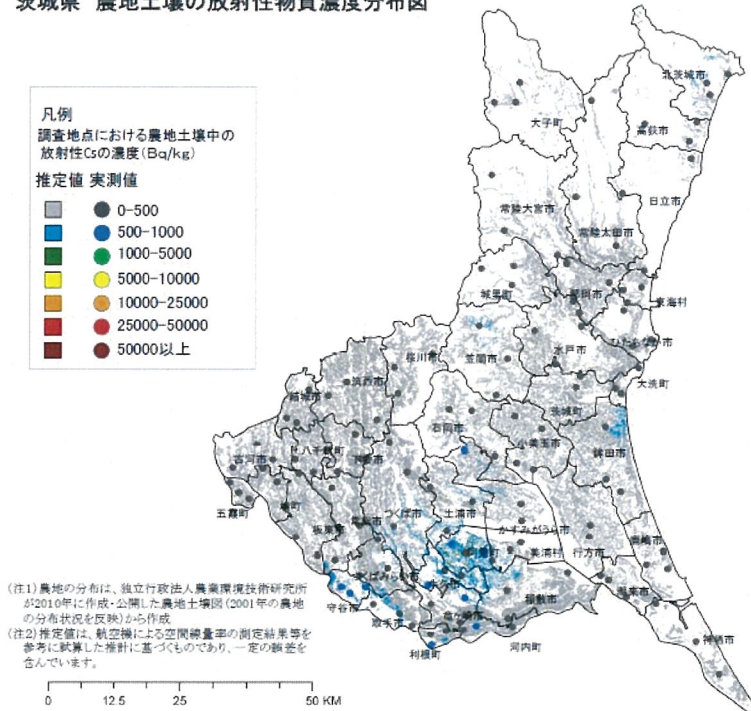 茨城県 農地土壌の放射性物質濃度分布図
北茨城市
大子町
高萩市
凡例
調査地点における農地土壌中の
放射性Csの濃度(Bq/kg)
推定値 実測値
0-500
500-1000
1000-5000
5000-10000
10000-25000
25000-50000
50000以上
日立市
常陸大宮市
常陸太田市
城里町
那珂市
東海村
ひたちなか市
水戸市
笠間市
桜川市
大洗町
筑西市
結城市
茨城町
石岡市
小美玉市
鉾田市
古河市
八千代町
下妻市
五霞町
境町
坂東市
常総市
つくば市
土浦市
かすみがうら市
阿見町
美浦村
行方市
鹿嶋市
つくばみらい市
牛久市
稲敷市
潮来市
守谷市
取手市
龍ケ崎市
利根町
河内町
神栖市
(注1)農地の分布は、独立行政法人農業環境技術研究所
が2010年に作成・公開した農地土壌図(2001年の農地
の分布状況を反映)から作成
(注2)推定値は、航空機による空間線量率の測定結果等を
参考に試算した推計に基づくものであり、一定の誤差を
含んでいます。
0 12.5 25 50 KM